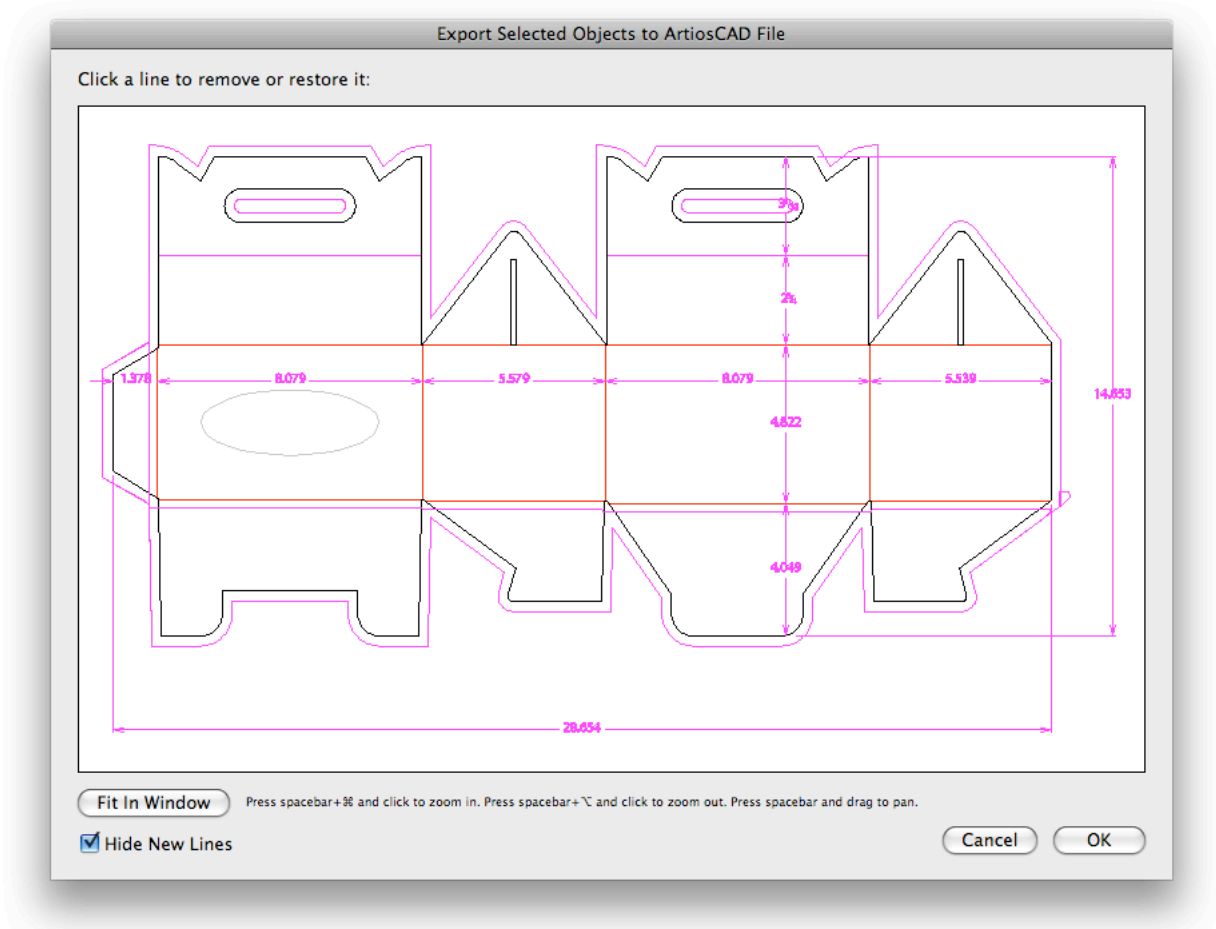 Export Selected Objects to ArtiosCAD File
Click a line to remove or restore it:
1.378
8.079
5.579
8.079
5.539
14.653
4.822
4.049
28.654
Fit In Window
Press spacebar+⌘ and click to zoom in. Press spacebar+⌥ and click to zoom out. Press spacebar and drag to pan.
Hide New Lines
Cancel
OK